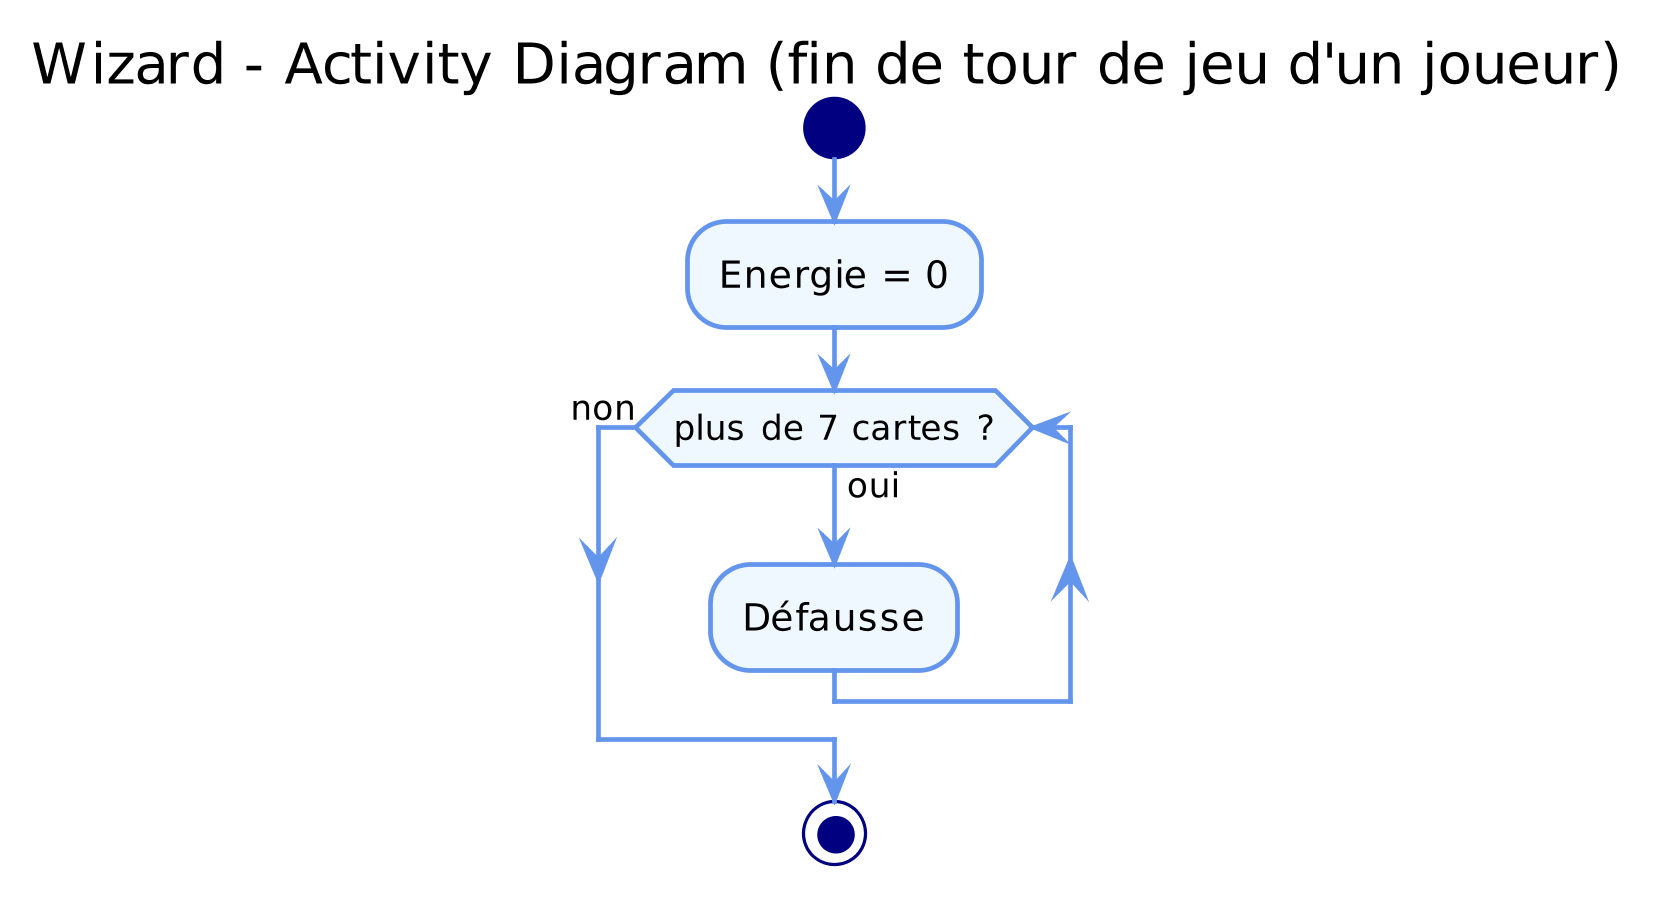 Wizard - Activity Diagram (fin de tour de jeu d'un joueur)
Energie = 0
non
plus de 7 cartes ?
oui
Défausse